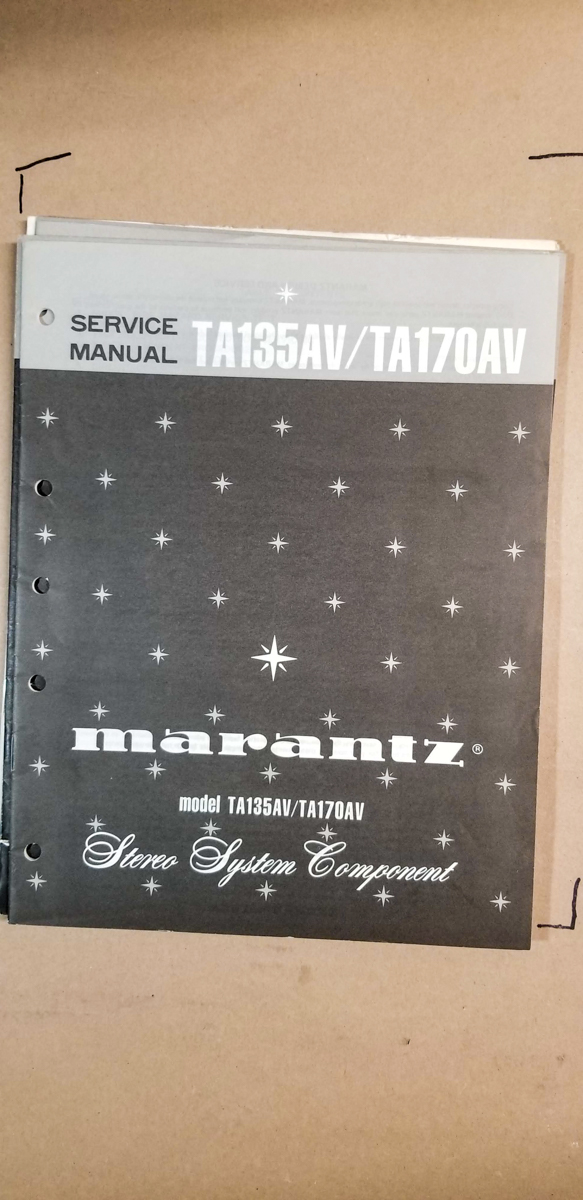 SERVICE
MANUAL
TA135AV/TA170AV
marantz®
model TA135AV/TA170AV
Stereo System Component